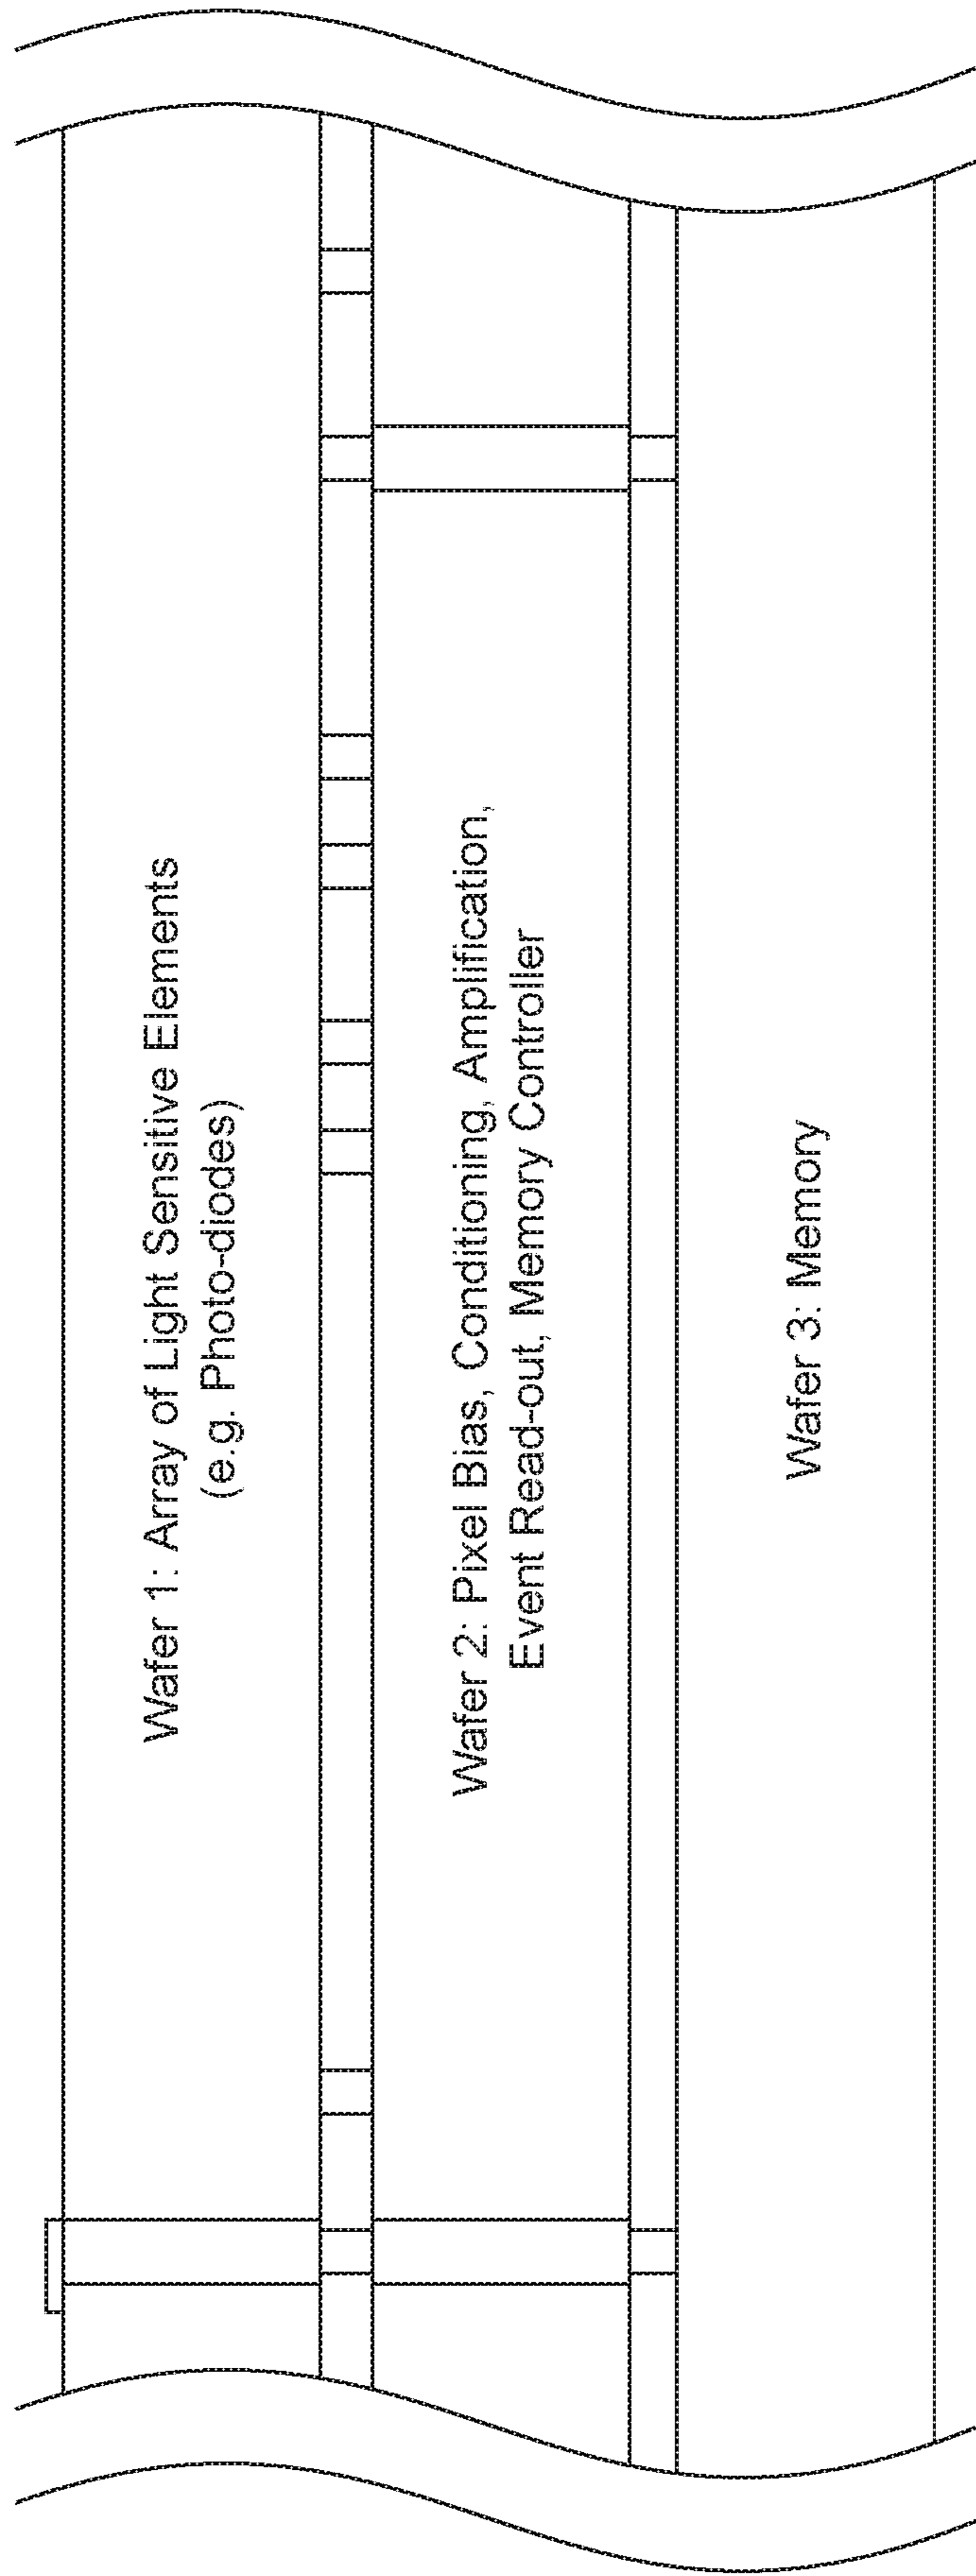 Wafer 1: Array of Light Sensitive Elements
(e.g. Photo-diodes)
Wafer 2: Pixel Bias, Conditioning, Amplification,
Event Read-out, Memory Controller
Wafer 3: Memory